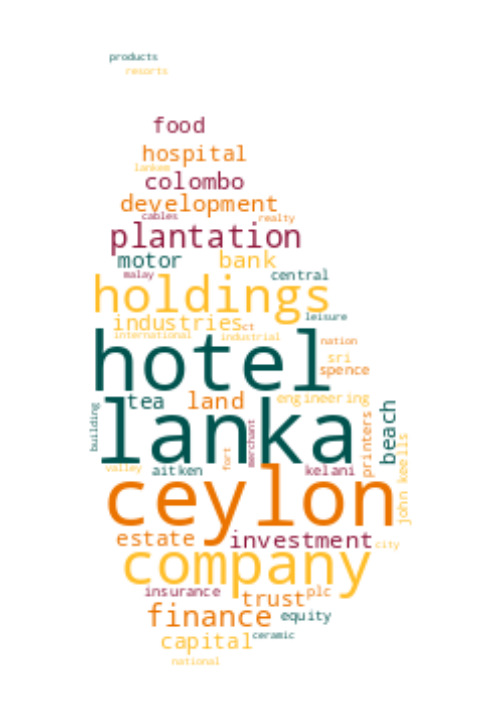 products
resorts
food
hospital
lankem
colombo
development
cables realty
plantation
motor bank
malay central
holdings
leisure
industries ct
international industrial
hotel
nation
sri
spence
tea land engineering
building
lanka
merchant
beach
printers
john keells
valley aitken fort kelani
ceylon
estate investment city
company
insurance trust plc
finance equity
capital ceramic
national